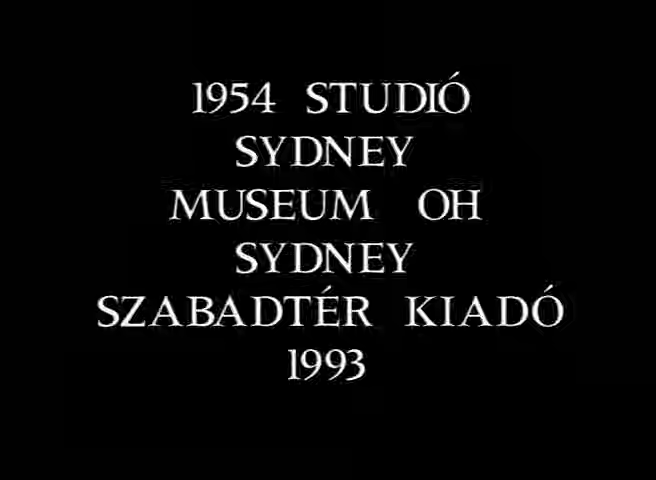 1954 STUDIÓ
SYDNEY
MUSEUM OH
SYDNEY
SZABADTÉR KIADÓ
1993